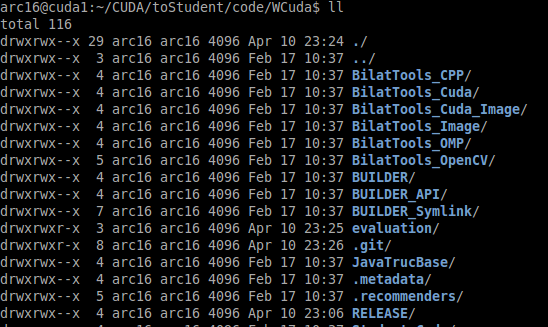 arc16@cuda1:~/CUDA/toStudent/code/WCuda$ ll
total 116
drwxrwx--x 29 arc16 arc16 4096 Apr 10 23:24 ./
drwxrwx--x  3 arc16 arc16 4096 Feb 17 10:37 ../
drwxrwx--x  4 arc16 arc16 4096 Feb 17 10:37 BilatTools_CPP/
drwxrwx--x  4 arc16 arc16 4096 Feb 17 10:37 BilatTools_Cuda/
drwxrwx--x  4 arc16 arc16 4096 Feb 17 10:37 BilatTools_Cuda_Image/
drwxrwx--x  4 arc16 arc16 4096 Feb 17 10:37 BilatTools_Image/
drwxrwx--x  4 arc16 arc16 4096 Feb 17 10:37 BilatTools_OMP/
drwxrwx--x  5 arc16 arc16 4096 Feb 17 10:37 BilatTools_OpenCV/
drwxrwx--x  4 arc16 arc16 4096 Feb 17 10:37 BUILDER/
drwxrwx--x  4 arc16 arc16 4096 Feb 17 10:37 BUILDER_API/
drwxrwx--x  7 arc16 arc16 4096 Feb 17 10:37 BUILDER_Symlink/
drwxrwxr-x  3 arc16 arc16 4096 Apr 10 23:25 evaluation/
drwxrwxr-x  8 arc16 arc16 4096 Apr 10 23:26 .git/
drwxrwx--x  4 arc16 arc16 4096 Feb 17 10:37 JavaTrucBase/
drwxrwx--x  4 arc16 arc16 4096 Feb 17 10:37 .metadata/
drwxrwx--x  5 arc16 arc16 4096 Feb 17 10:37 .recommenders/
drwxrwx--x  4 arc16 arc16 4096 Apr 10 23:06 RELEASE/